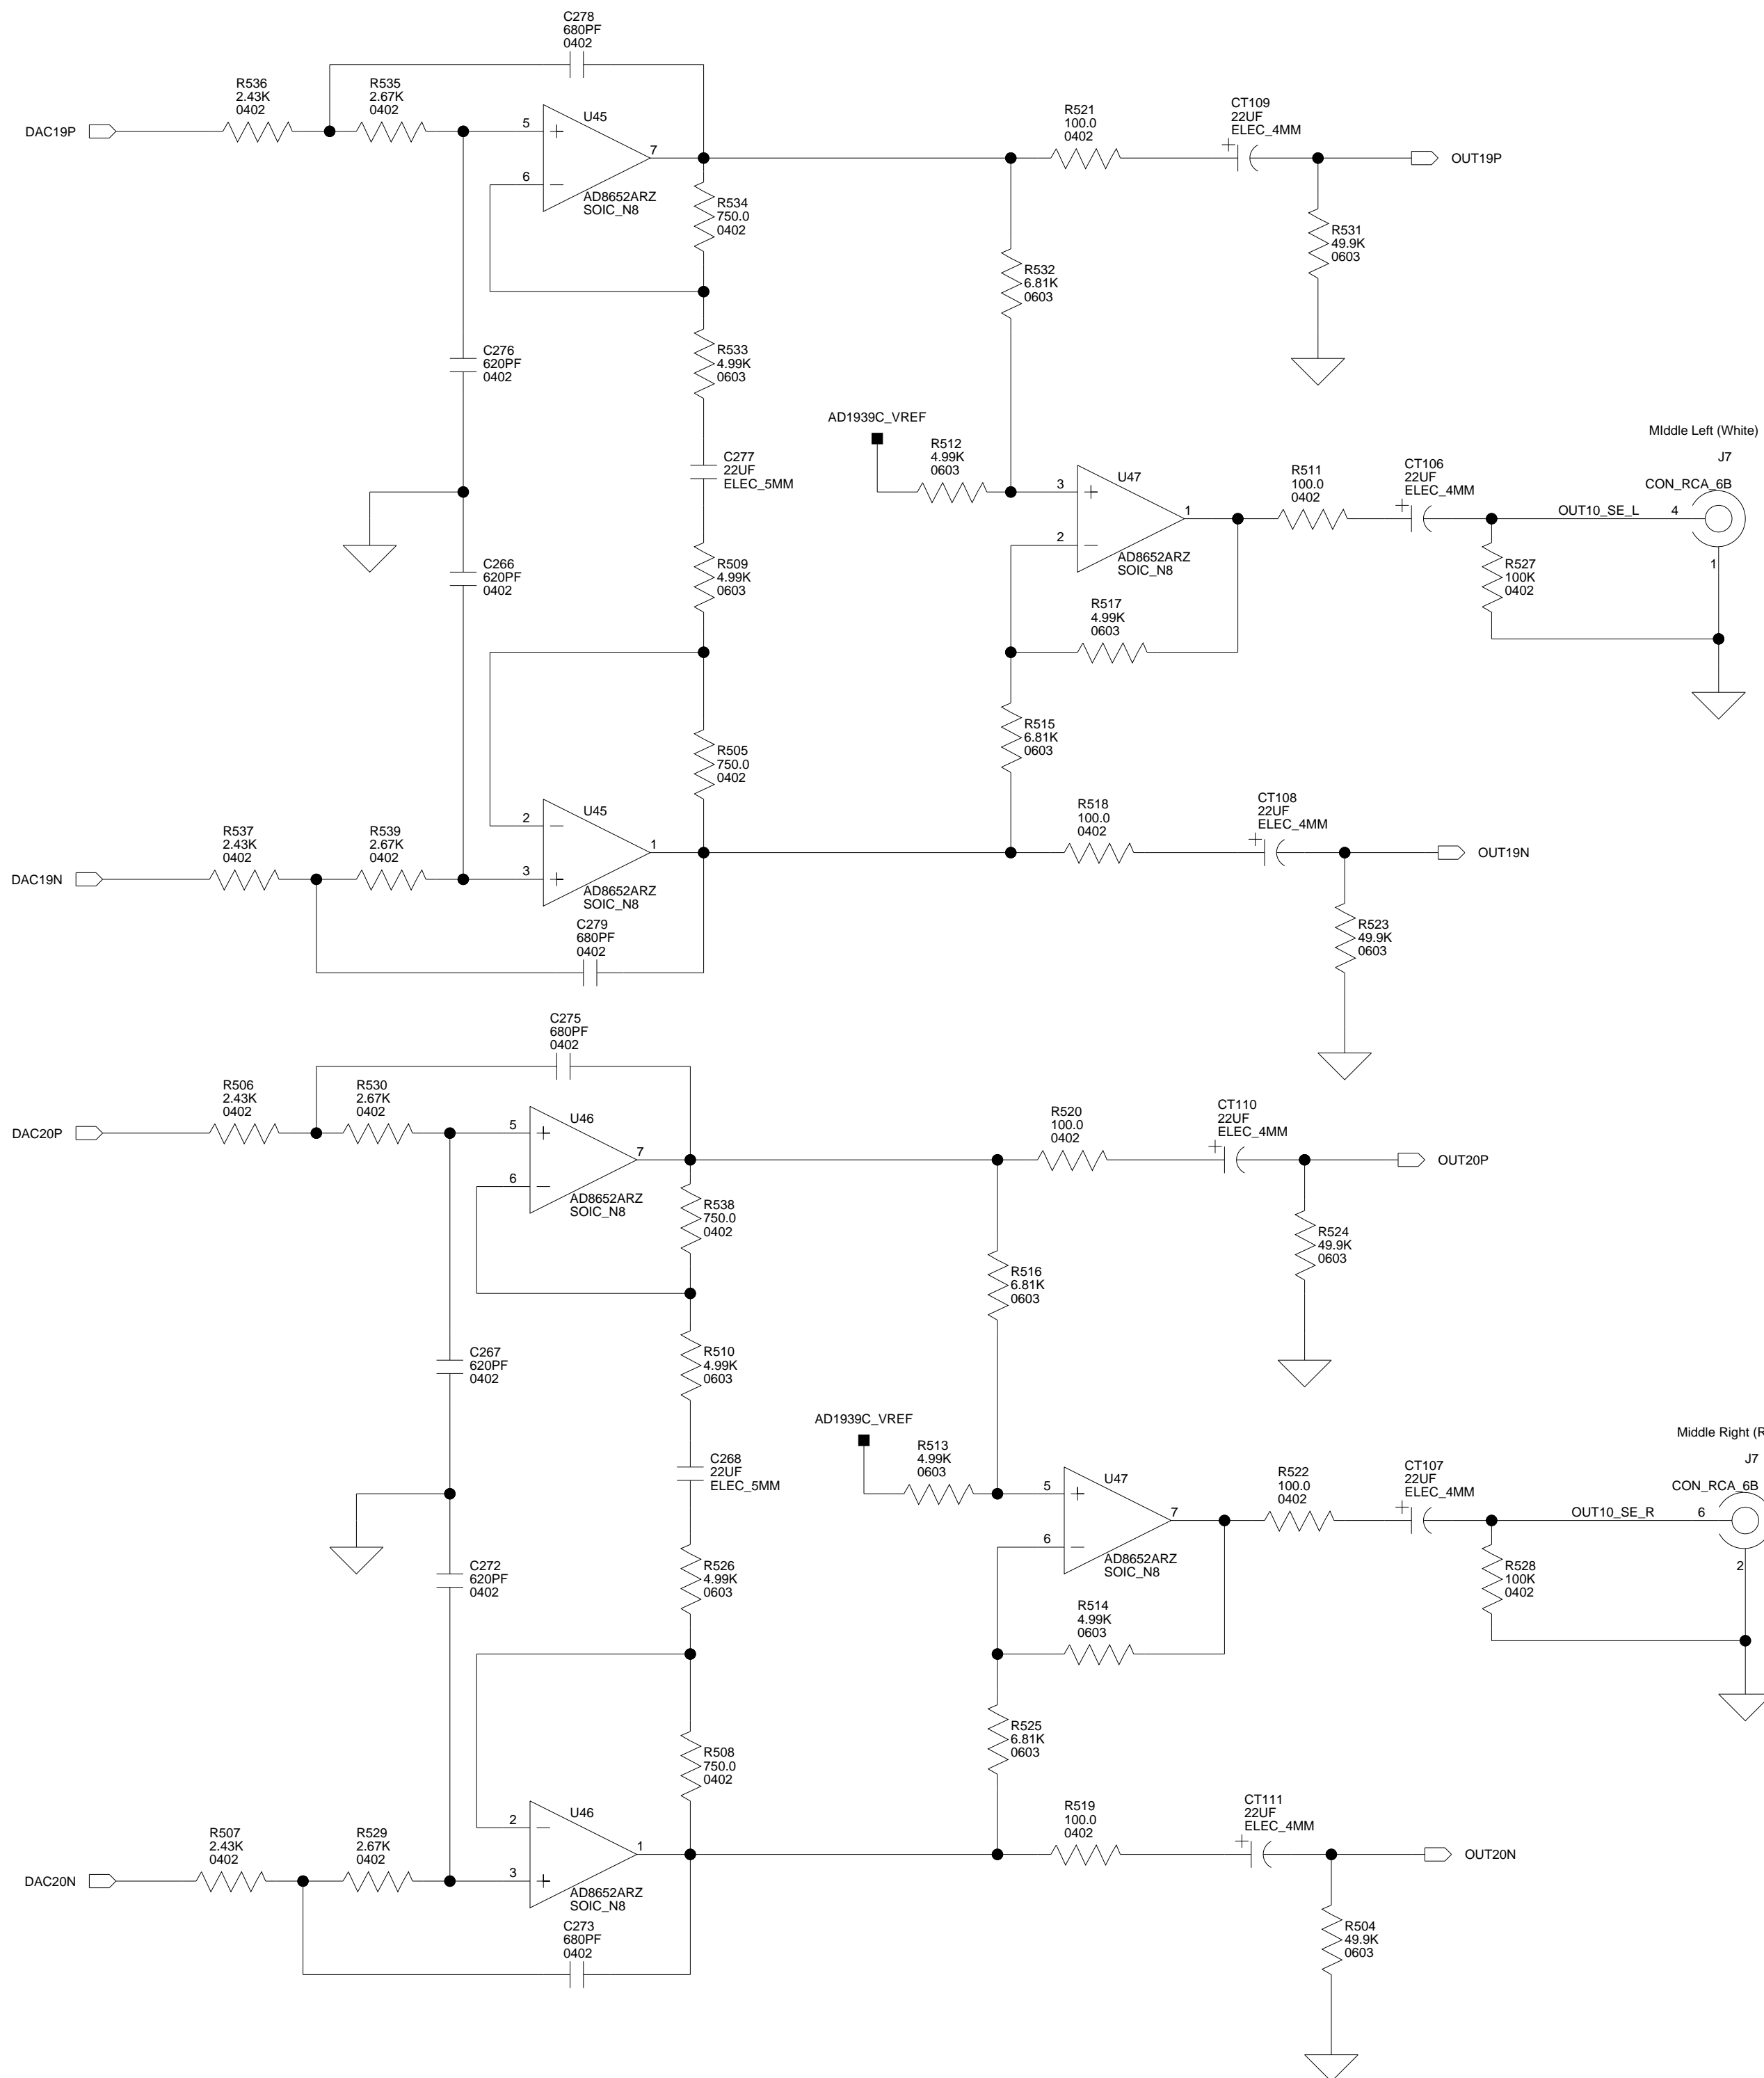 C278
680PF
0402
R536
2.43K
0402
R535
2.67K
0402
DAC19P
5
6
7
U45
AD8652ARZ
SOIC_N8
R534
750.0
0402
R521
100.0
0402
CT109
22UF
ELEC_4MM
+
OUT19P
R531
49.9K
0603
R532
6.81K
0603
C276
620PF
0402
R533
4.99K
0603
AD1939C_VREF
R512
4.99K
0603
C277
22UF
ELEC_5MM
3
2
1
U47
AD8652ARZ
SOIC_N8
R511
100.0
0402
CT106
22UF
ELEC_4MM
+
MIddle Left (White)
J7
CON_RCA_6B
OUT10_SE_L
4
1
R527
100K
0402
C266
620PF
0402
R509
4.99K
0603
R517
4.99K
0603
R515
6.81K
0603
R505
750.0
0402
R537
2.43K
0402
R539
2.67K
0402
DAC19N
2
3
1
U45
AD8652ARZ
SOIC_N8
C279
680PF
0402
R518
100.0
0402
CT108
22UF
ELEC_4MM
+
OUT19N
R523
49.9K
0603
C275
680PF
0402
R506
2.43K
0402
R530
2.67K
0402
DAC20P
5
6
7
U46
AD8652ARZ
SOIC_N8
R538
750.0
0402
R520
100.0
0402
CT110
22UF
ELEC_4MM
+
OUT20P
R524
49.9K
0603
R516
6.81K
0603
C267
620PF
0402
R510
4.99K
0603
AD1939C_VREF
R513
4.99K
0603
C268
22UF
ELEC_5MM
5
6
7
U47
AD8652ARZ
SOIC_N8
R522
100.0
0402
CT107
22UF
ELEC_4MM
+
Middle Right (R
J7
CON_RCA_6B
OUT10_SE_R
6
2
R528
100K
0402
C272
620PF
0402
R526
4.99K
0603
R514
4.99K
0603
R525
6.81K
0603
R508
750.0
0402
R507
2.43K
0402
R529
2.67K
0402
DAC20N
2
3
1
U46
AD8652ARZ
SOIC_N8
C273
680PF
0402
R519
100.0
0402
CT111
22UF
ELEC_4MM
+
OUT20N
R504
49.9K
0603